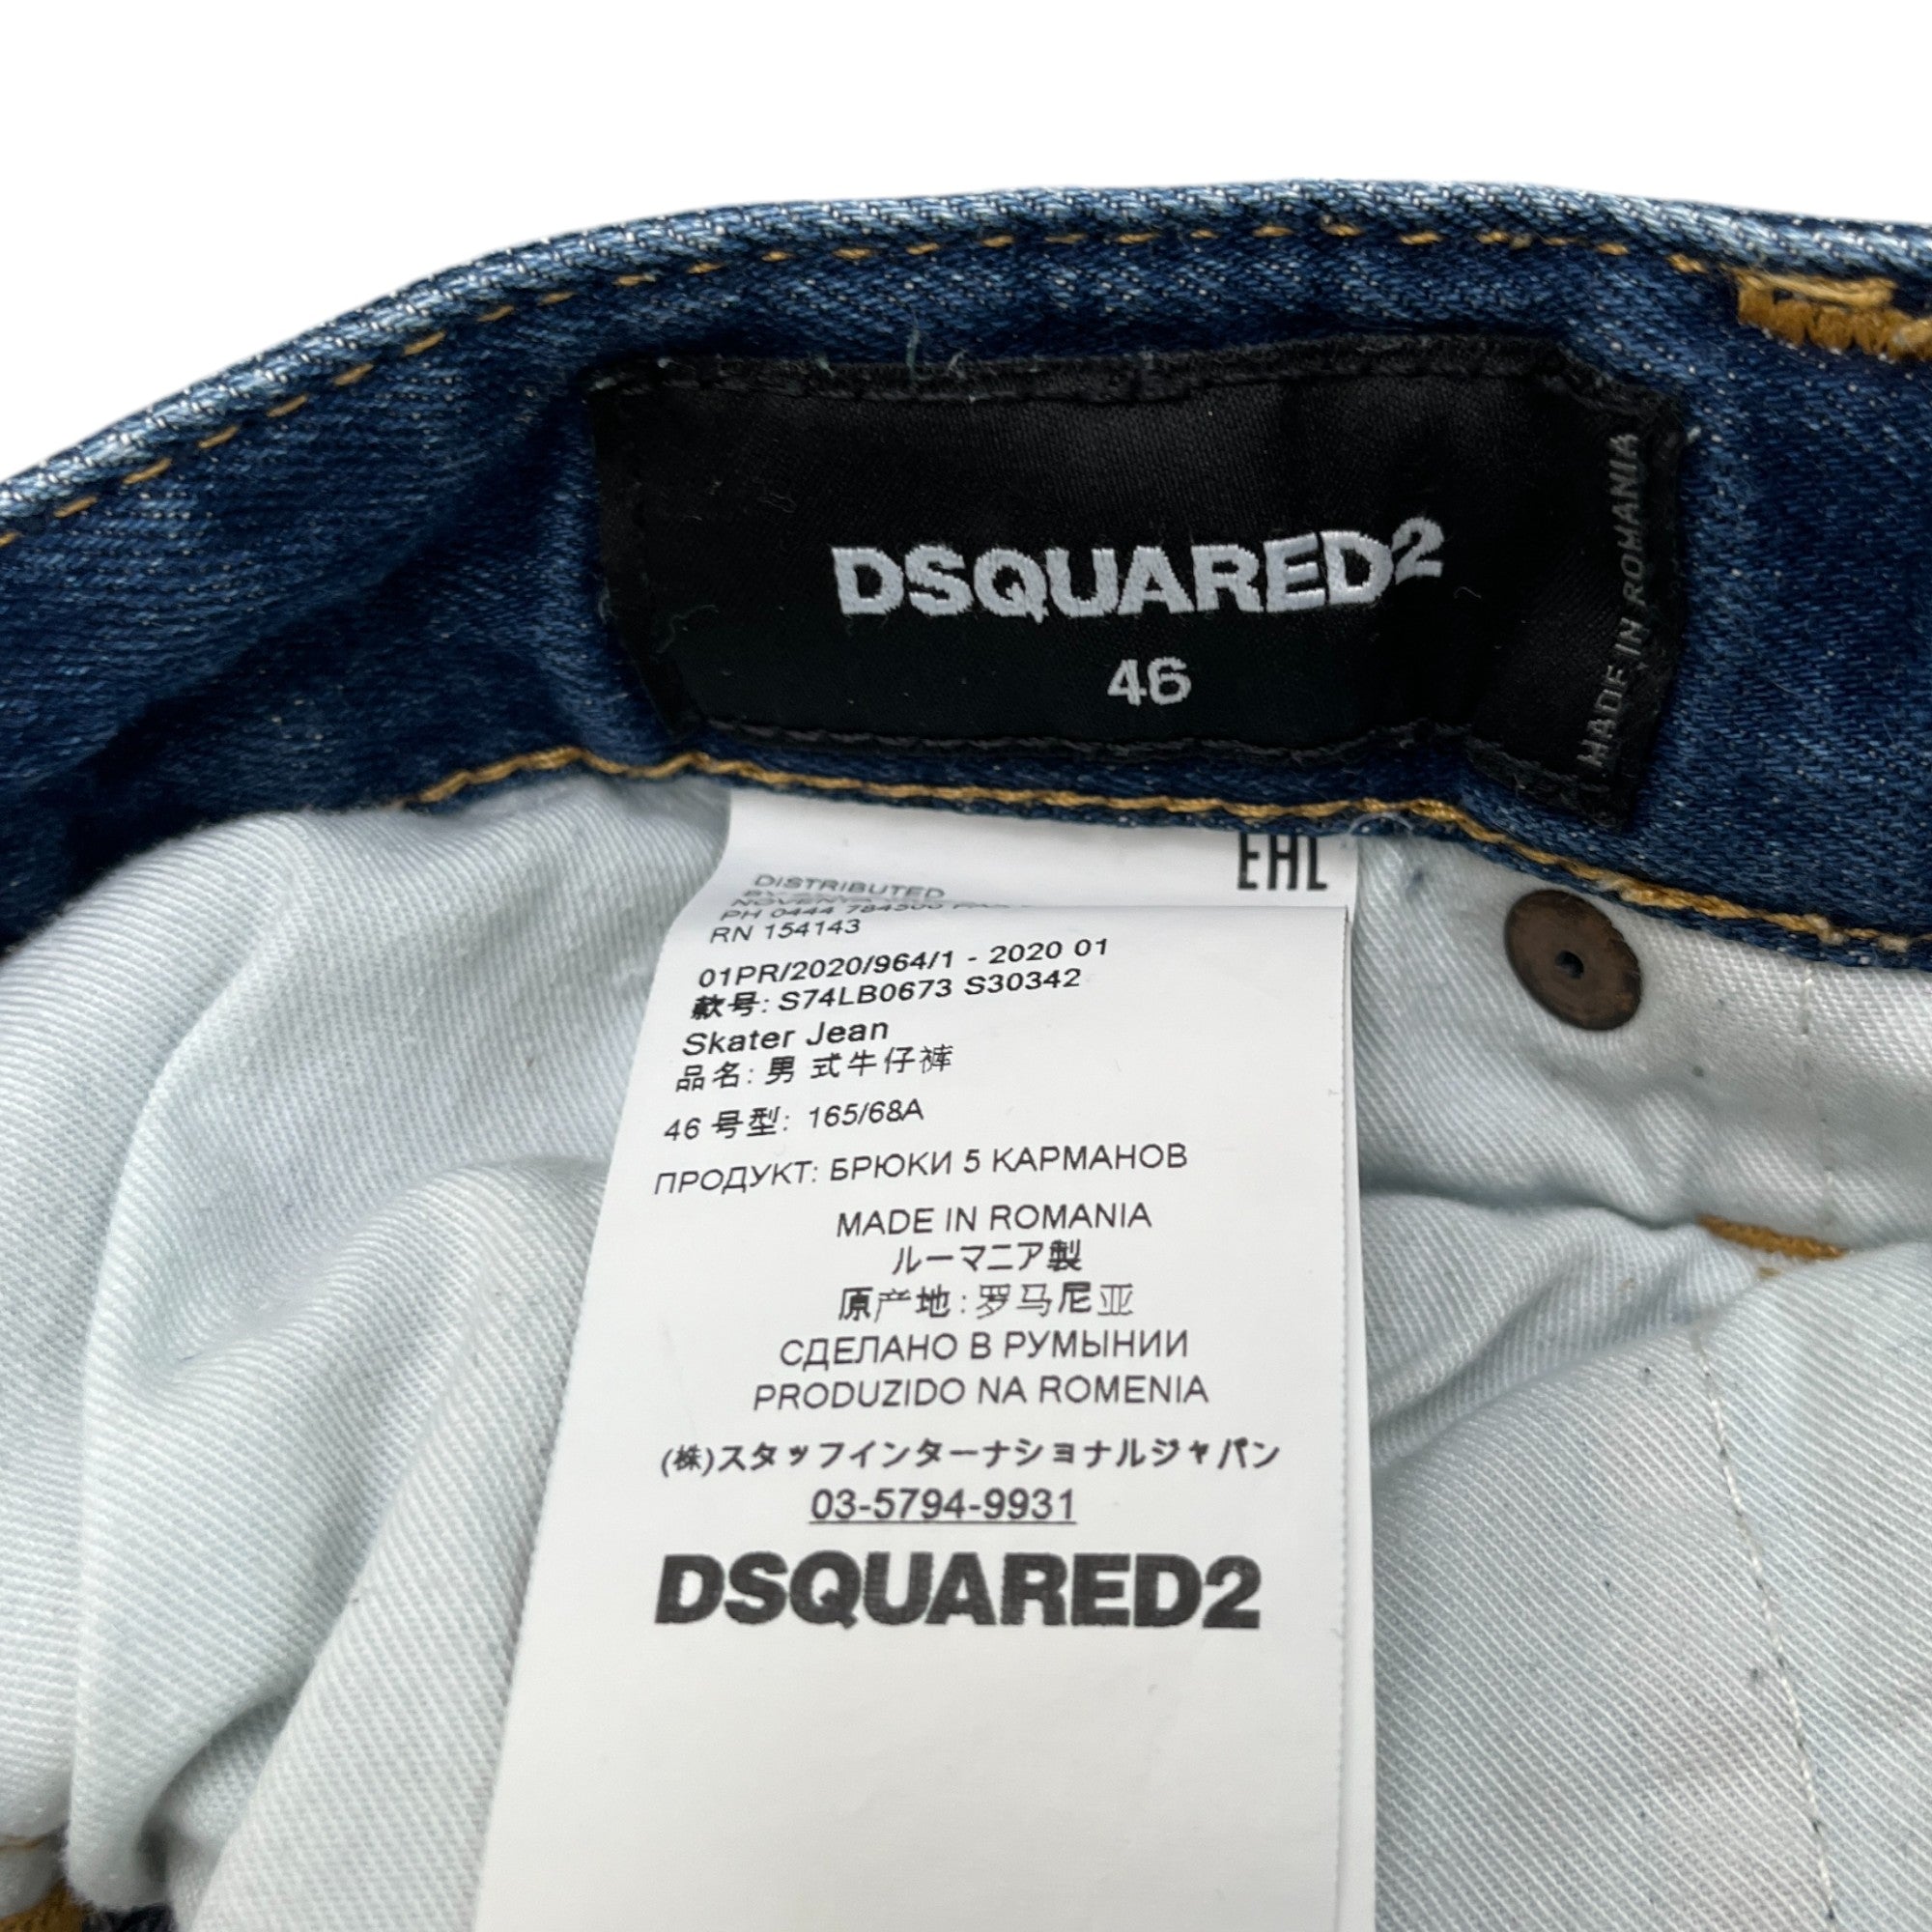 DSQUARED2
46
MADE IN ROMANIA
EAC
DISTRIBUTED
PH 0444
RN 154143
01PR/2020/964/1 - 2020 01
款号: S74LB0673 S30342
Skater Jean
品名: 男 式牛仔裤
46 号型: 165/68A
ПРОДУКТ: БРЮКИ 5 КАРМАНОВ
MADE IN ROMANIA
ルーマニア製
原产地: 罗马尼亚
СДЕЛАНО В РУМЫНИИ
PRODUZIDO NA ROMENIA
(株)スタッフインターナショナルジャパン
03-5794-9931
DSQUARED2